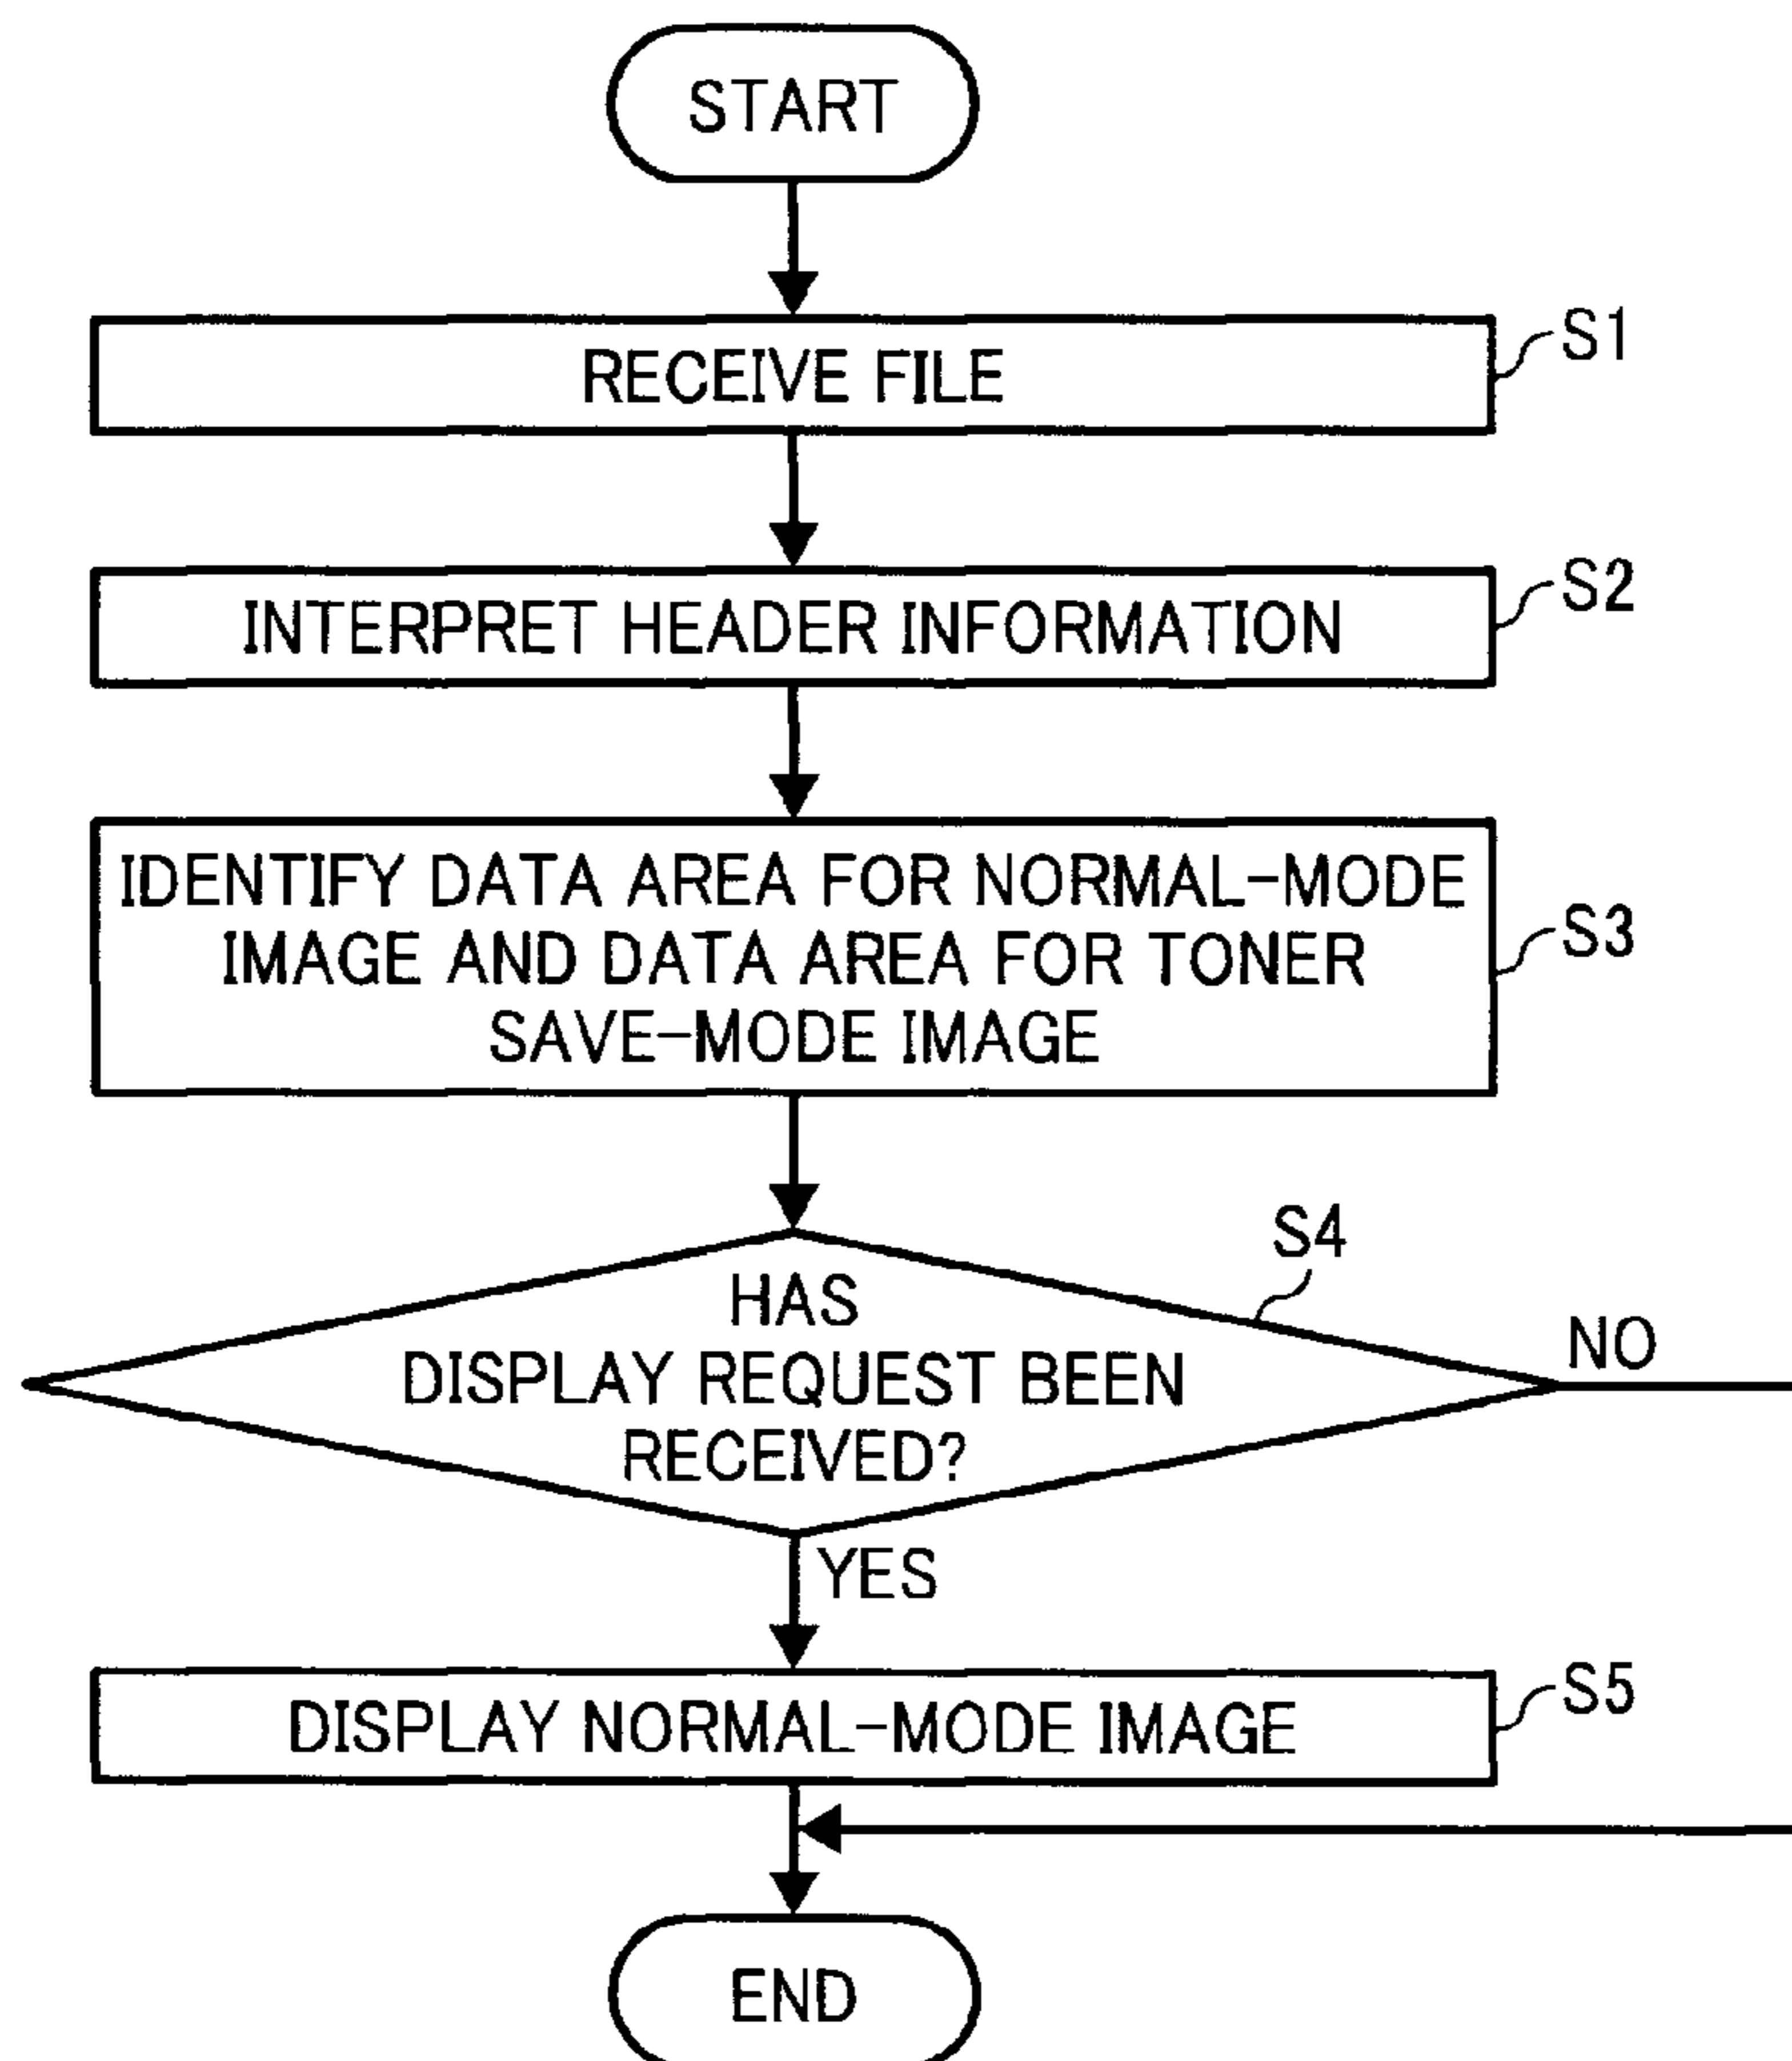 START
RECEIVE FILE
S1
INTERPRET HEADER INFORMATION
S2
IDENTIFY DATA AREA FOR NORMAL-MODE
IMAGE AND DATA AREA FOR TONER
SAVE-MODE IMAGE
S3
S4
HAS
DISPLAY REQUEST BEEN
RECEIVED?
NO
YES
DISPLAY NORMAL-MODE IMAGE
S5
END